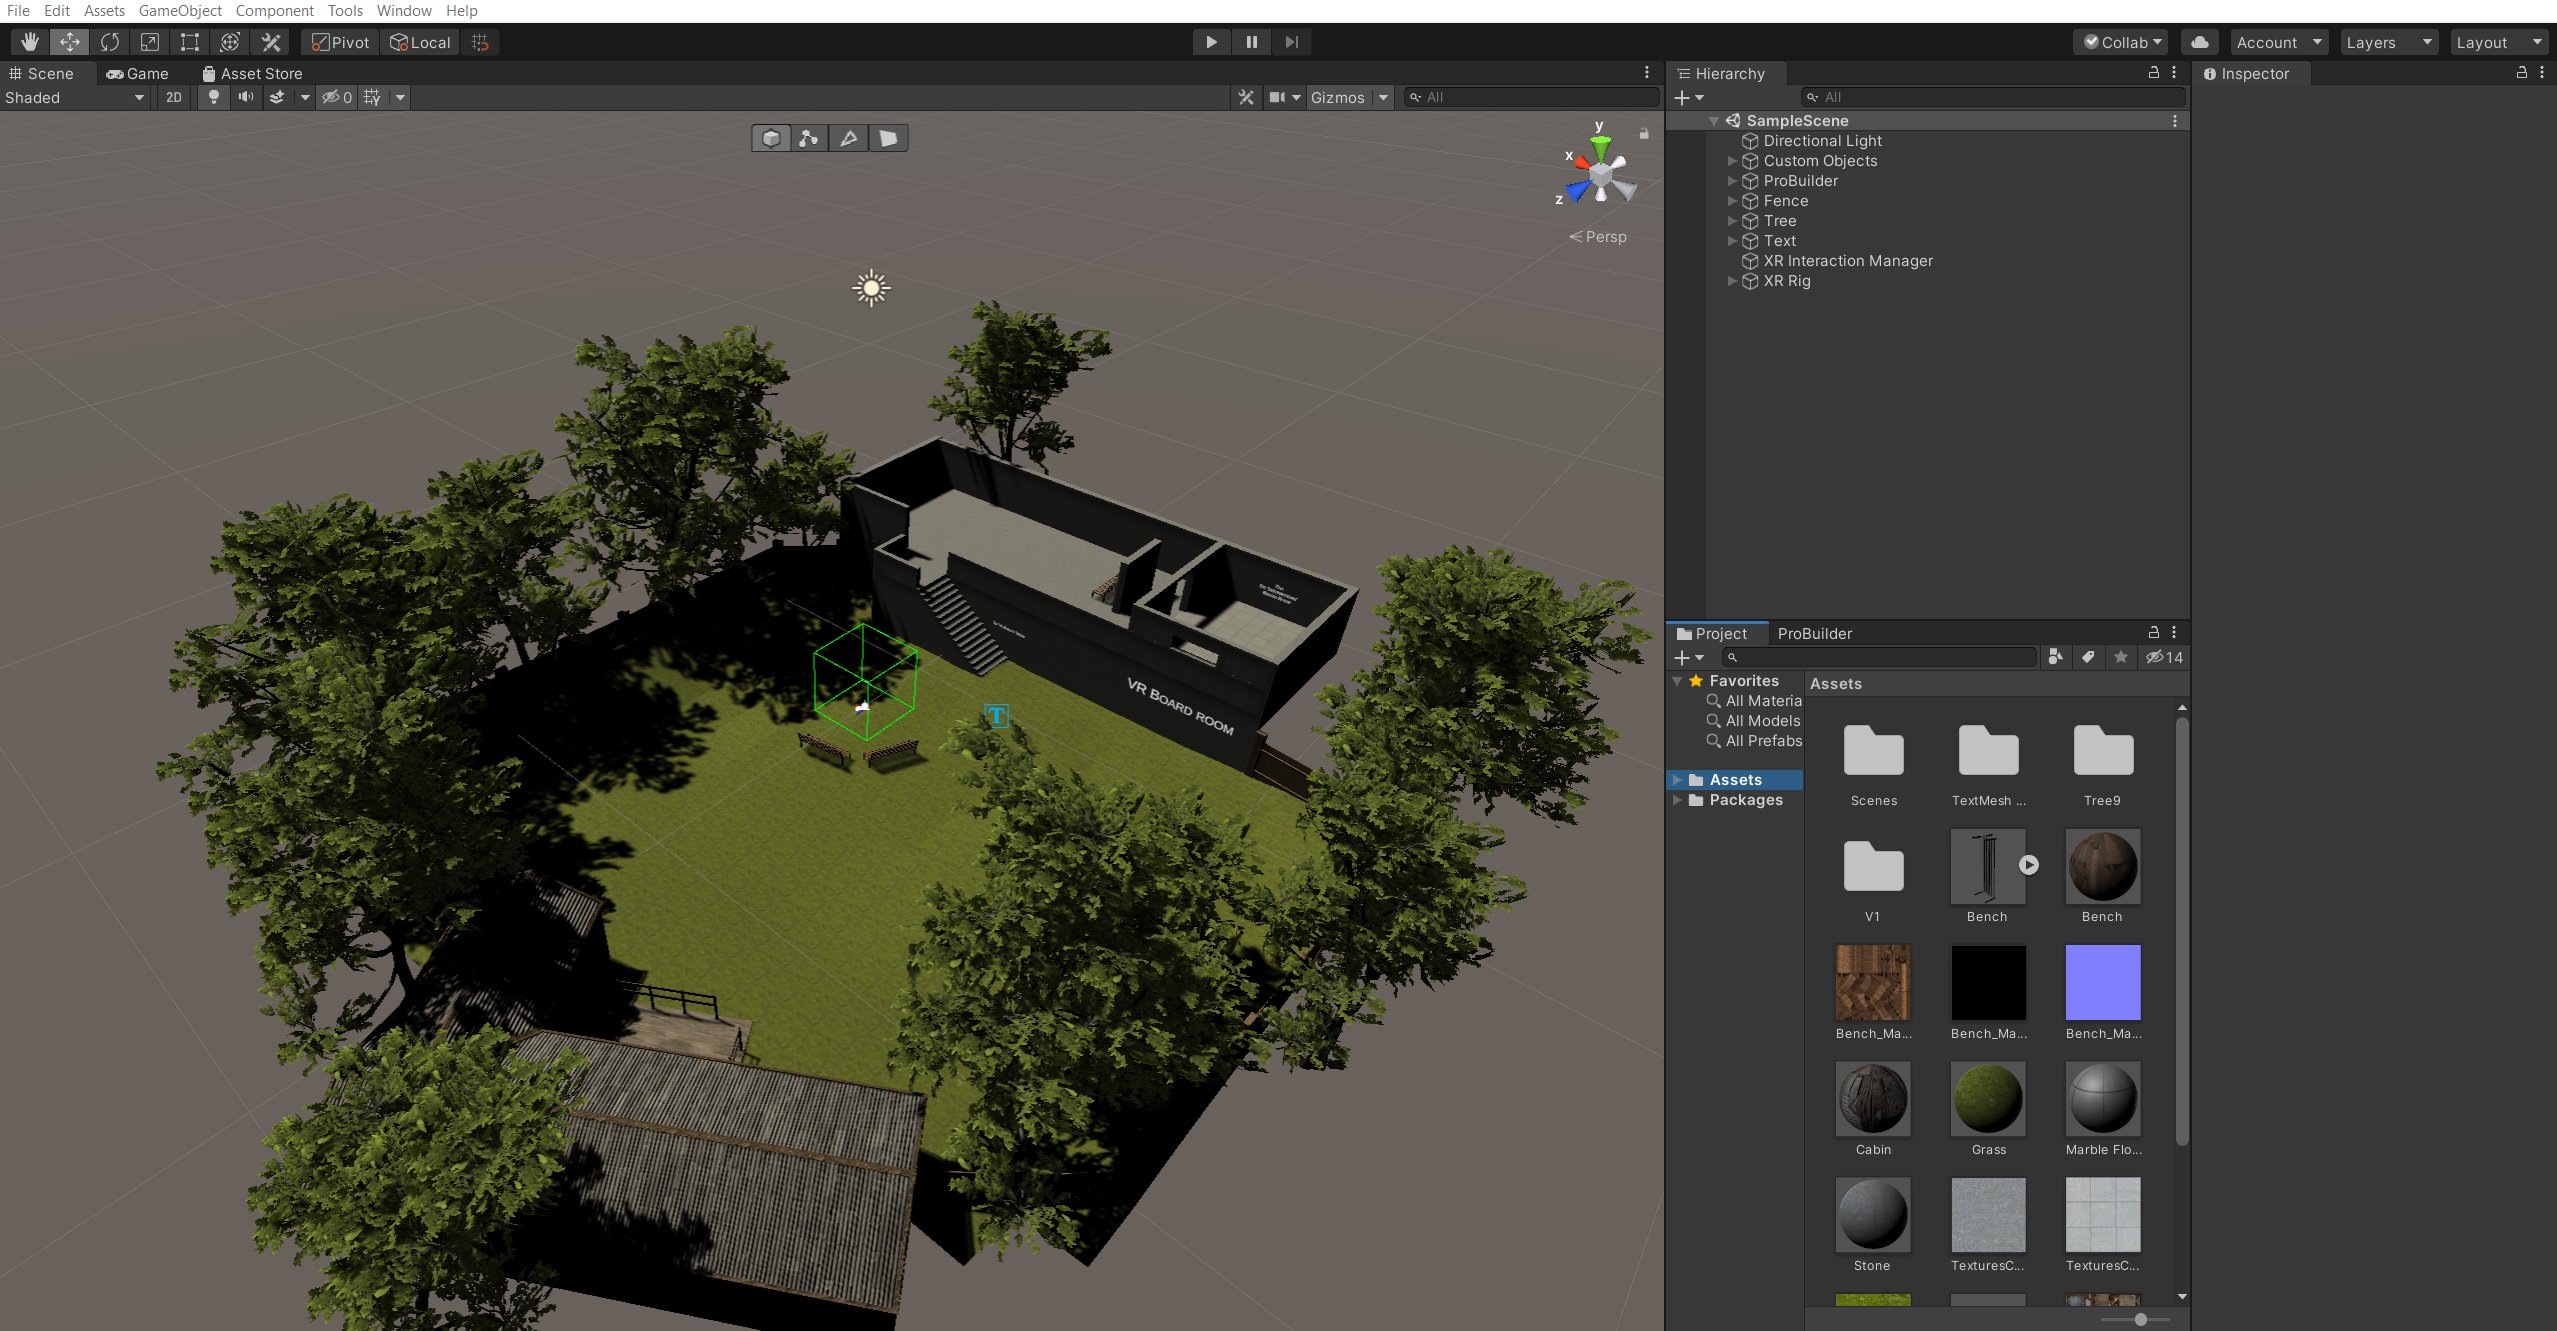 File Edit Assets GameObject Component Tools Window Help
Pivot Local Collab Account Layers Layout
Scene Game Asset Store
Shaded 2D 0 Gizmos All
y
x
z
Persp
VR BOARD ROOM
T
Hierarchy
All
SampleScene
Directional Light
Custom Objects
ProBuilder
Fence
Tree
Text
XR Interaction Manager
XR Rig
Inspector
Project ProBuilder
14
Favorites
All Materia
All Models
All Prefabs
Assets
Packages
Assets
Scenes TextMesh ... Tree9
V1 Bench Bench
Bench_Ma... Bench_Ma... Bench_Ma...
Cabin Grass Marble Flo...
Stone TexturesC... TexturesC...